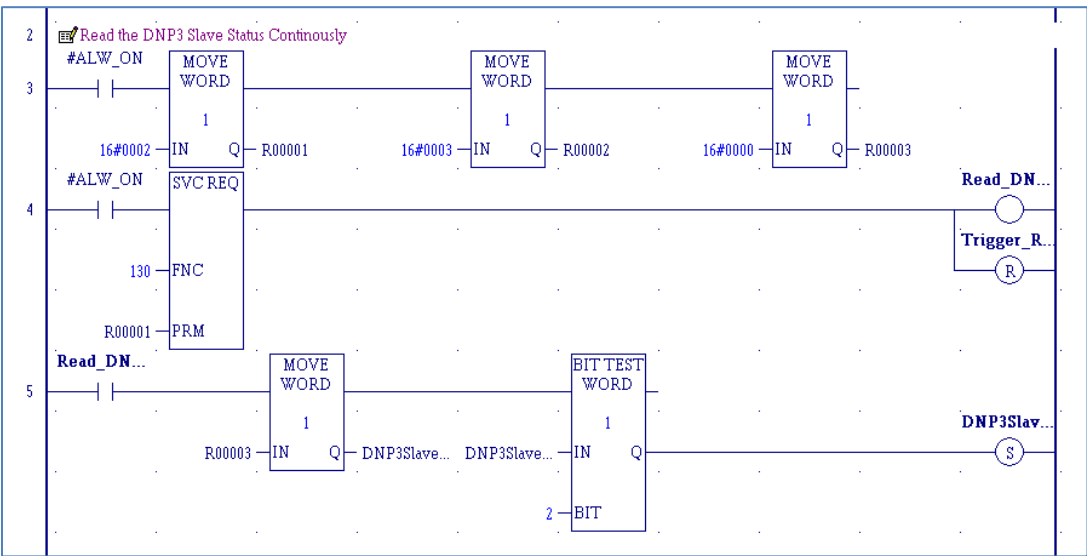 2 Read the DNP3 Slave Status Continously
#ALW_ON MOVE WORD MOVE WORD MOVE WORD
3
1 1 1
16#0002 IN Q R00001 16#0003 IN Q R00002 16#0000 IN Q R00003
#ALW_ON SVC REQ Read_DN...
4
Trigger_R...
130 FNC R
R00001 PRM
Read_DN... MOVE WORD BIT TEST WORD
5
1 1 DNP3Slav...
R00003 IN Q DNP3Slave... DNP3Slave... IN Q S
2 BIT